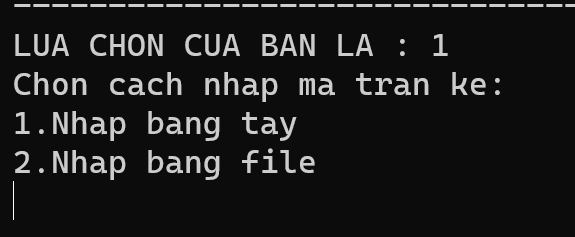 ------------------------------
LUA CHON CUA BAN LA : 1
Chon cach nhap ma tran ke:
1.Nhap bang tay
2.Nhap bang file